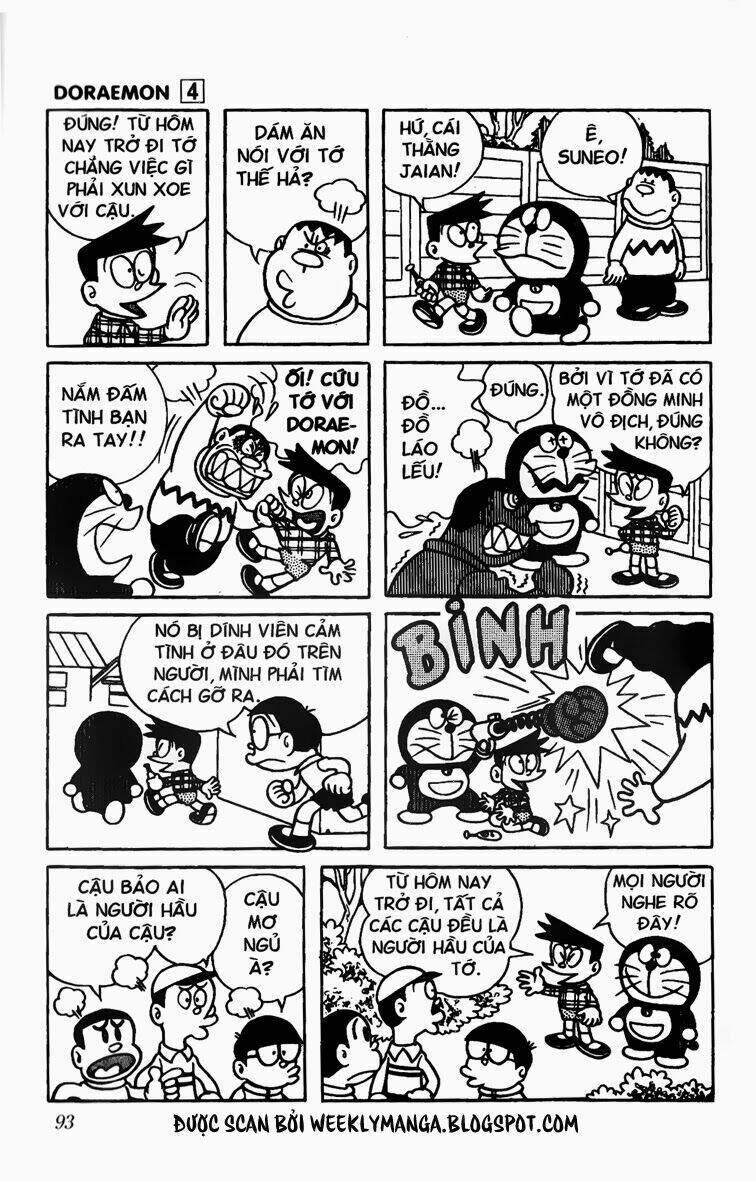 DORAEMON 4
Ê,
SUNEO!
HỨ, CÁI
THẰNG
JAIAN!
DÁM ĂN
NÓI VỚI TỚ
THẾ HẢ?
ĐÚNG! TỪ HÔM
NAY TRỞ ĐI TỚ
CHẲNG VIỆC GÌ
PHẢI XUN XOE
VỚI CẬU.
BỞI VÌ TỚ ĐÃ CÓ
MỘT ĐỒNG MINH
VÔ ĐỊCH, ĐÚNG
KHÔNG?
ĐÚNG.
ĐỒ...
ĐỒ
LÁO
LẾU!
ỐI! CỨU
TỚ VỚI
DORAE-
MON!
NẮM ĐẤM
TÌNH BẠN
RA TAY!!
BINH
NÓ BỊ DÍNH VIÊN CẢM
TÌNH Ở ĐÂU ĐÓ TRÊN
NGƯỜI, MÌNH PHẢI TÌM
CÁCH GỠ RA.
MỌI NGƯỜI
NGHE RÕ
ĐÂY!
TỪ HÔM NAY
TRỞ ĐI, TẤT CẢ
CÁC CẬU ĐỀU LÀ
NGƯỜI HẦU CỦA
TỚ.
CẬU
MƠ
NGỦ
À?
CẬU BẢO AI
LÀ NGƯỜI HẦU
CỦA CẬU?
93
ĐƯỢC SCAN BỞI WEEKLYMANGA.BLOGSPOT.COM